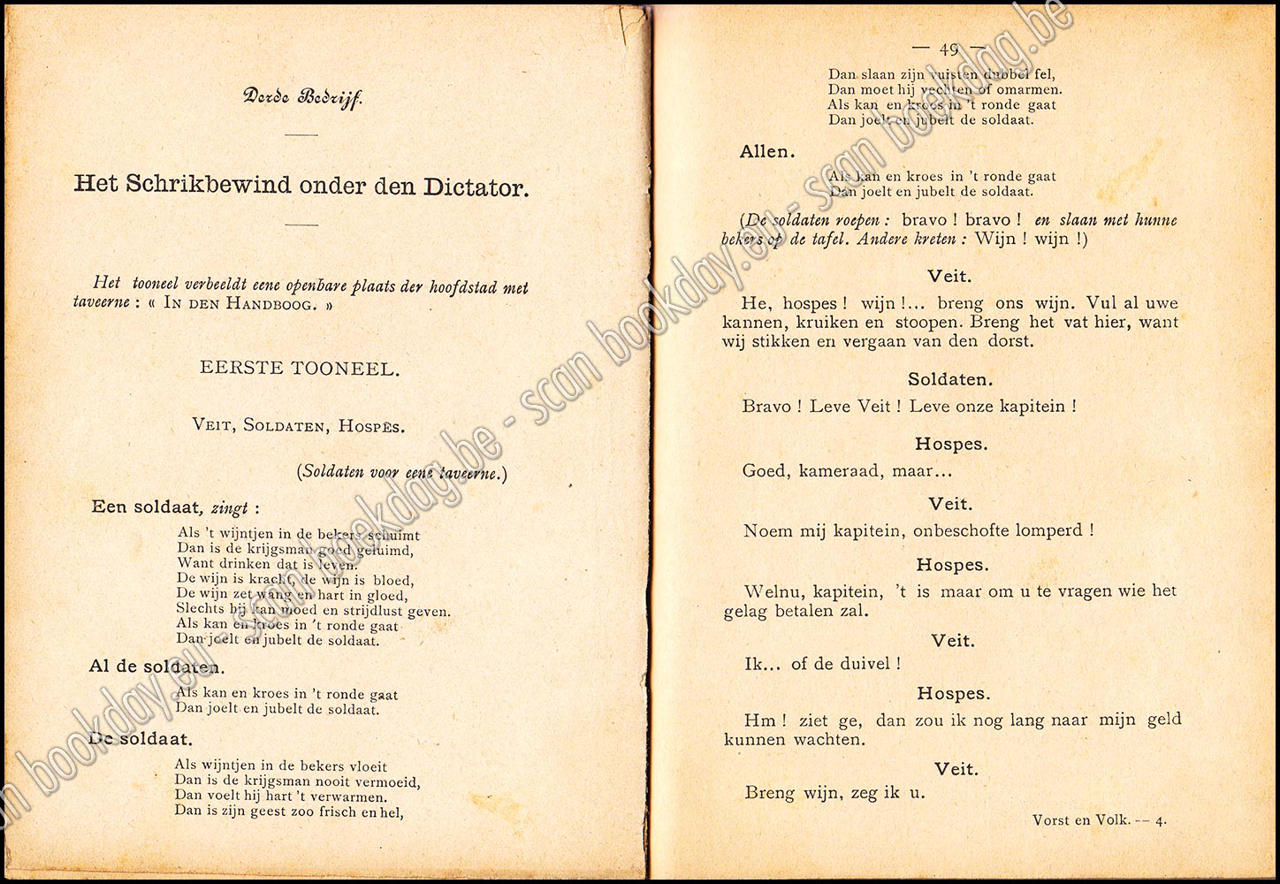 Derde Bedrijf.
Het Schrikbewind onder den Dictator.
Het tooneel verbeeldt eene openbare plaats der hoofdstad met
taveerne : « IN DEN HANDBOOG. »
EERSTE TOONEEL.
VEIT, SOLDATEN, HOSPES.
(Soldaten voor eene taveerne.)
Een soldaat, zingt :
Als 't wijntjen in de bekers schuimt
Dan is de krijgsman goed geluimd,
Want drinken dat is leven.
De wijn is kracht, de wijn is bloed,
De wijn zet wang en hart in gloed,
Slechts hij kan moed en strijdlust geven.
Als kan en kroes in 't ronde gaat
Dan joelt en jubelt de soldaat.
Al de soldaten.
Als kan en kroes in 't ronde gaat
Dan joelt en jubelt de soldaat.
De soldaat.
Als wijntjen in de bekers vloeit
Dan is de krijgsman nooit vermoeid,
Dan voelt hij hart 't verwarmen.
Dan is zijn geest zoo frisch en hel,
— 49 —
Dan slaan zijn vuisten dubbel fel,
Dan moet hij vechten of omarmen.
Als kan en kroes in 't ronde gaat
Dan joelt en jubelt de soldaat.
Allen.
Als kan en kroes in 't ronde gaat
Dan joelt en jubelt de soldaat.
(De soldaten roepen : bravo ! bravo ! en slaan met hunne
bekers op de tafel. Andere kreten : Wijn ! wijn !)
Veit.
He, hospes ! wijn !... breng ons wijn. Vul al uwe
kannen, kruiken en stoopen. Breng het vat hier, want
wij stikken en vergaan van den dorst.
Soldaten.
Bravo ! Leve Veit ! Leve onze kapitein !
Hospes.
Goed, kameraad, maar...
Veit.
Noem mij kapitein, onbeschofte lomperd !
Hospes.
Welnu, kapitein, 't is maar om u te vragen wie het
gelag betalen zal.
Veit.
Ik... of de duivel !
Hospes.
Hm ! ziet ge, dan zou ik nog lang naar mijn geld
kunnen wachten.
Veit.
Breng wijn, zeg ik u.
Vorst en Volk. -- 4.
scan bookday.eu - scan boekdag.be - scan bookday.eu - scan boekdag.be